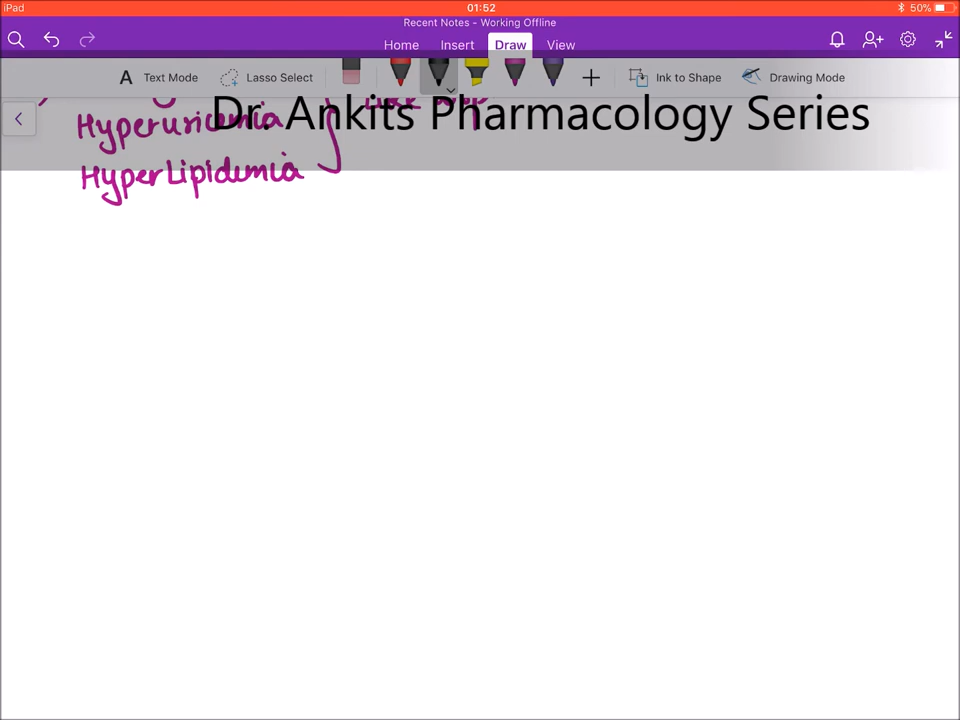 iPad 01:52 50%
Recent Notes - Working Offline
Home Insert Draw View
A Text Mode Lasso Select Ink to Shape Drawing Mode
Dr. Ankits Pharmacology Series
Hyperuricemia
HyperLipidemia